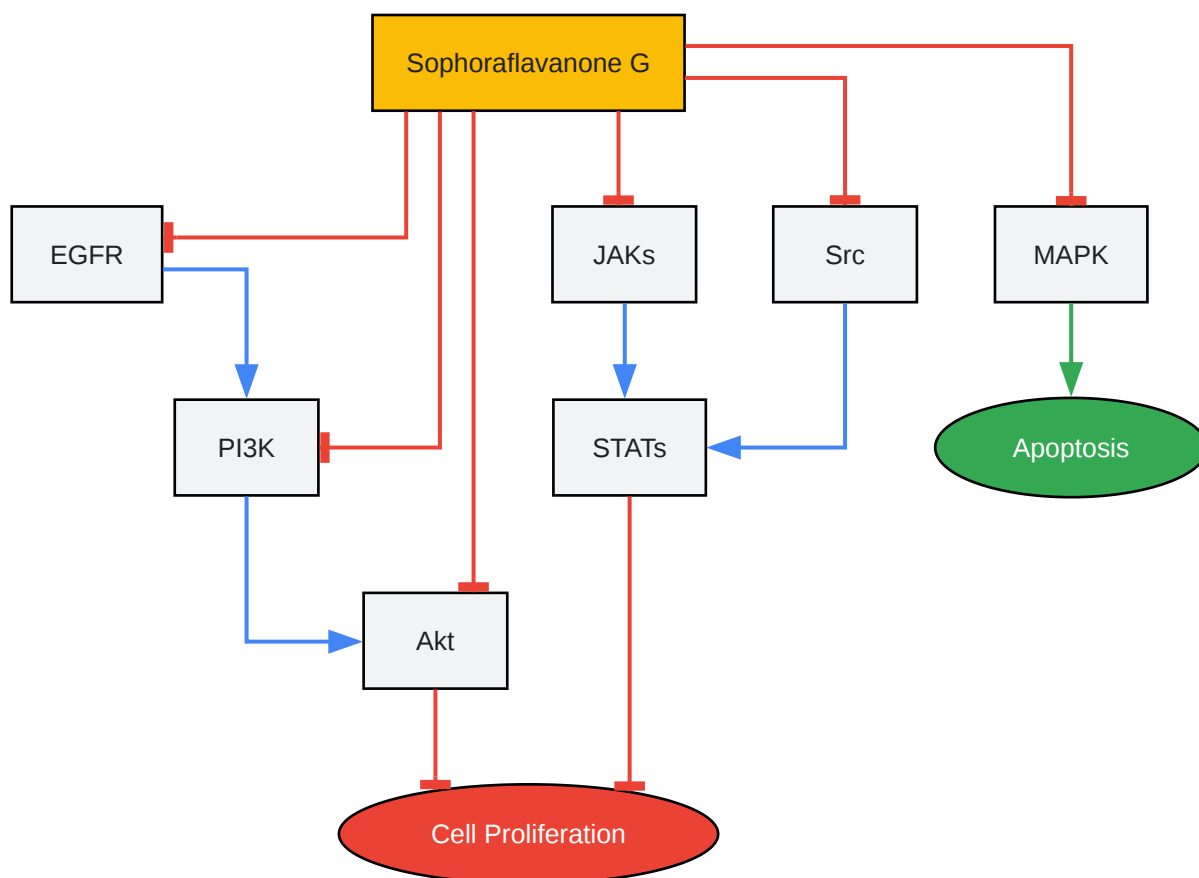 Sophoraflavanone G
EGFR
JAKs
Src
MAPK
PI3K
STATs
Apoptosis
Akt
Cell Proliferation